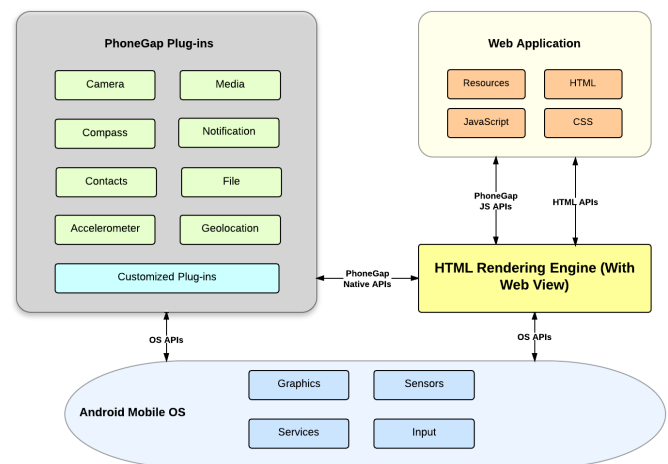 PhoneGap Plug-ins
Camera
Media
Compass
Notification
Contacts
File
Accelerometer
Geolocation
Customized Plug-ins
Web Application
Resources
HTML
JavaScript
CSS
PhoneGap
JS APIs
HTML APIs
PhoneGap
Native APIs
HTML Rendering Engine (With
Web View)
OS APIs
OS APIs
Android Mobile OS
Graphics
Sensors
Services
Input